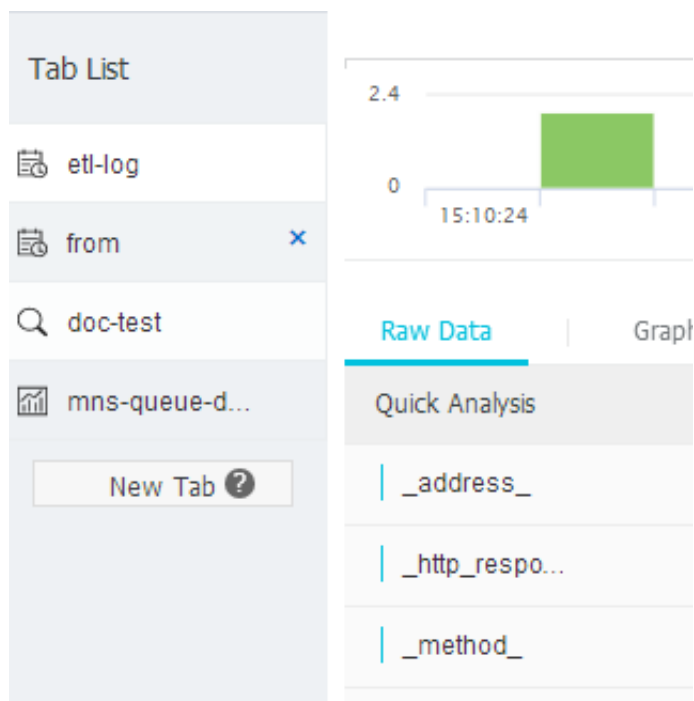 Tab List
etl-log
from
doc-test
mns-queue-d...
New Tab ?
2.4
0
15:10:24
Raw Data
Graph
Quick Analysis
_address_
_http_respo...
_method_